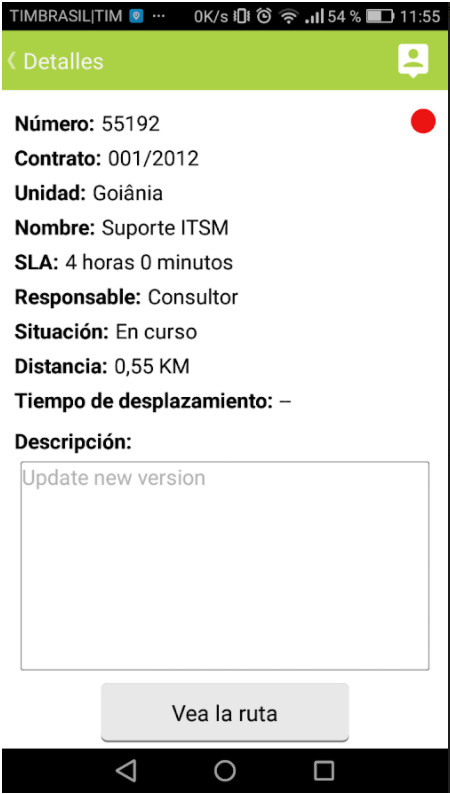 TIMBRASIL|TIM ··· 0K/s 54 % 11:55
Detalles
Número: 55192
Contrato: 001/2012
Unidad: Goiânia
Nombre: Suporte ITSM
SLA: 4 horas 0 minutos
Responsable: Consultor
Situación: En curso
Distancia: 0,55 KM
Tiempo de desplazamiento: --
Descripción:
Update new version
Vea la ruta